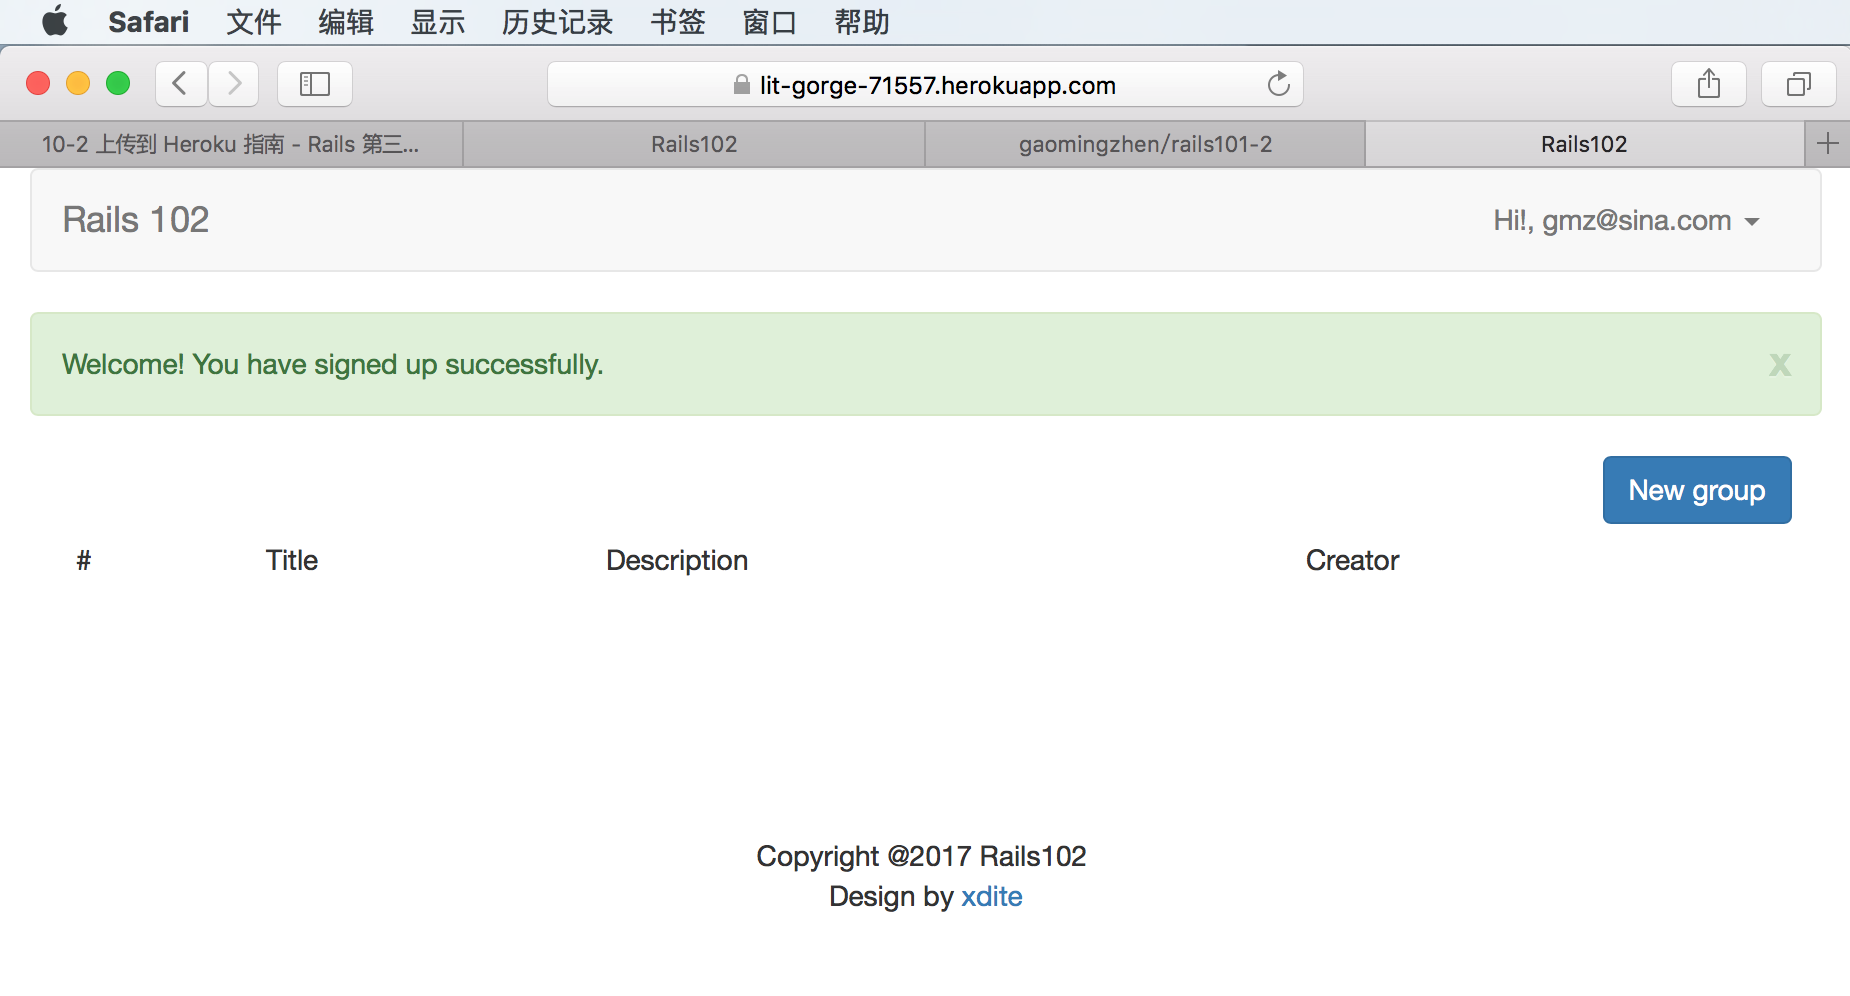 Safari 文件 编辑 显示 历史记录 书签 窗口 帮助
lit-gorge-71557.herokuapp.com
10-2 上传到 Heroku 指南 - Rails 第三... Rails102 gaomingzhen/rails101-2 Rails102
Rails 102 Hi!, gmz@sina.com
Welcome! You have signed up successfully. x
New group
# Title Description Creator
Copyright @2017 Rails102
Design by xdite